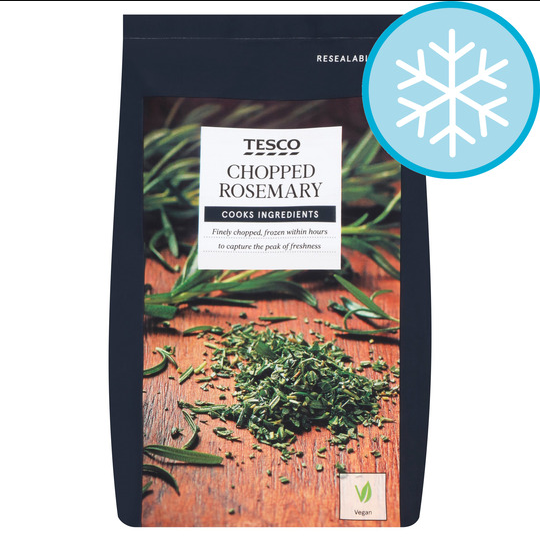 RESEALABL
TESCO
CHOPPED
ROSEMARY
COOKS INGREDIENTS
Finely chopped, frozen within hours
to capture the peak of freshness
Vegan